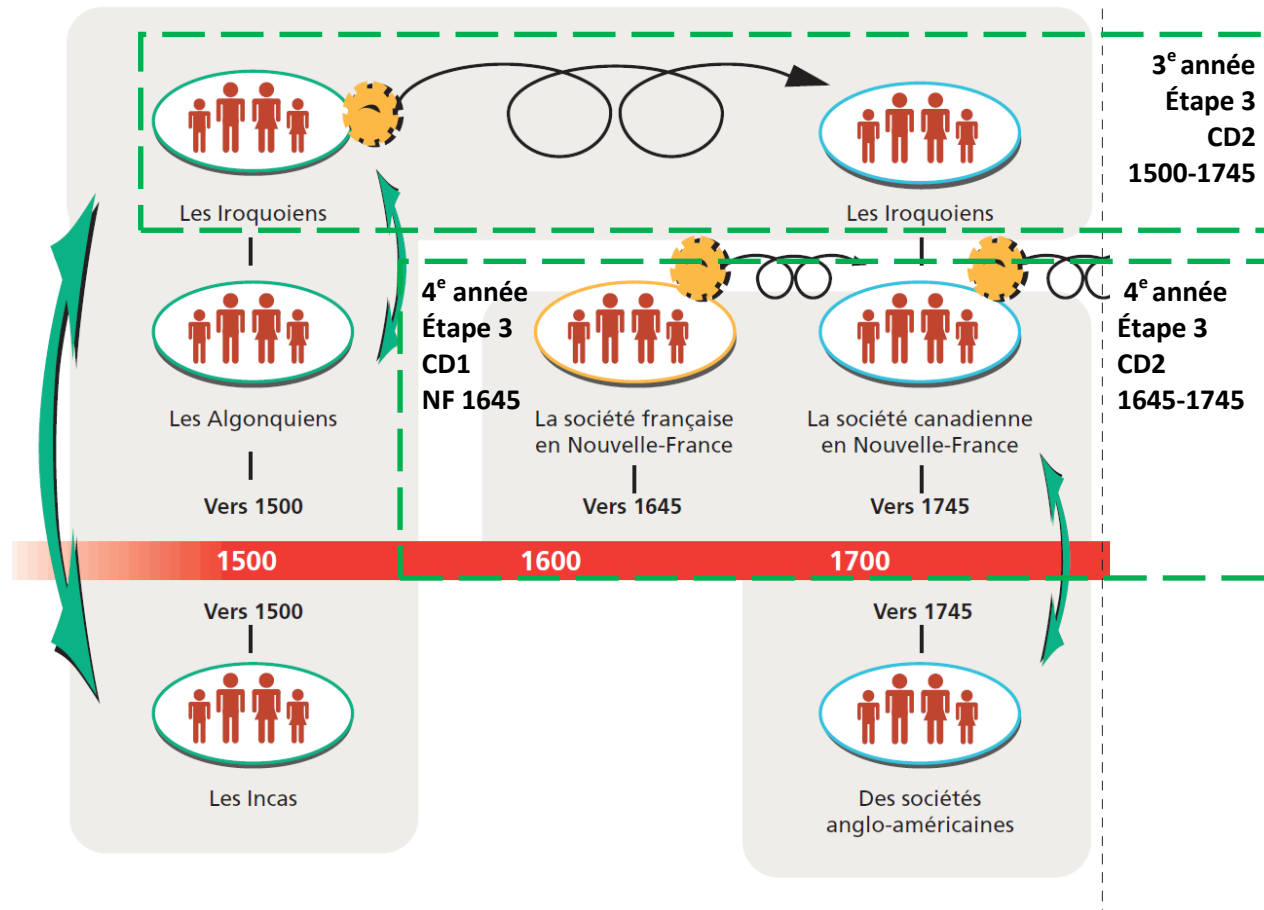 3e année
Étape 3
CD2
1500-1745
Les Iroquoiens
Les Iroquoiens
4e année
Étape 3
CD1
NF 1645
4e année
Étape 3
CD2
1645-1745
Les Algonquiens
La société française
en Nouvelle-France
La société canadienne
en Nouvelle-France
Vers 1500
Vers 1645
Vers 1745
1500
1600
1700
Vers 1500
Vers 1745
Les Incas
Des sociétés
anglo-américaines